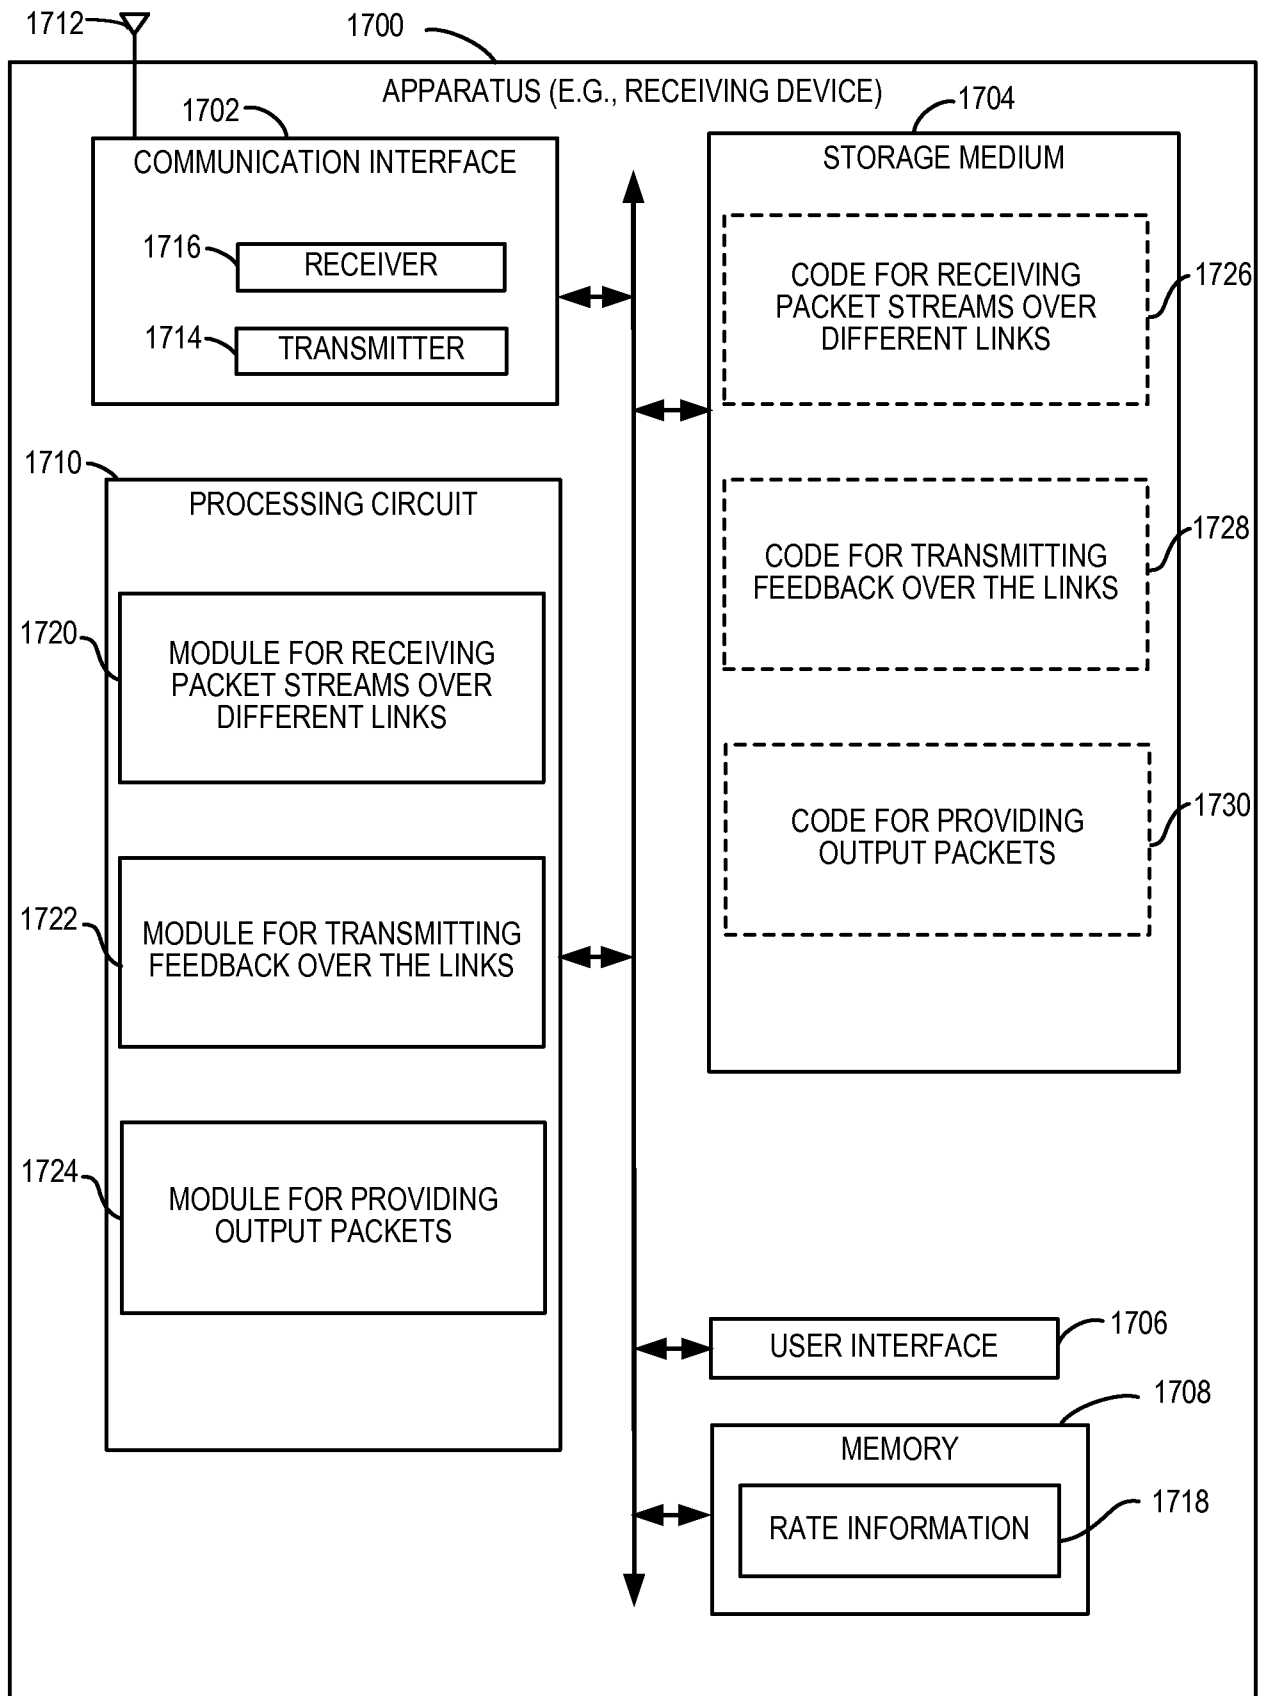 1712
1700
APPARATUS (E.G., RECEIVING DEVICE)
1702
COMMUNICATION INTERFACE
1716
RECEIVER
1714
TRANSMITTER
1704
STORAGE MEDIUM
CODE FOR RECEIVING
PACKET STREAMS OVER
DIFFERENT LINKS
1726
CODE FOR TRANSMITTING
FEEDBACK OVER THE LINKS
1728
CODE FOR PROVIDING
OUTPUT PACKETS
1730
1710
PROCESSING CIRCUIT
1720
MODULE FOR RECEIVING
PACKET STREAMS OVER
DIFFERENT LINKS
1722
MODULE FOR TRANSMITTING
FEEDBACK OVER THE LINKS
1724
MODULE FOR PROVIDING
OUTPUT PACKETS
USER INTERFACE
1706
1708
MEMORY
RATE INFORMATION
1718